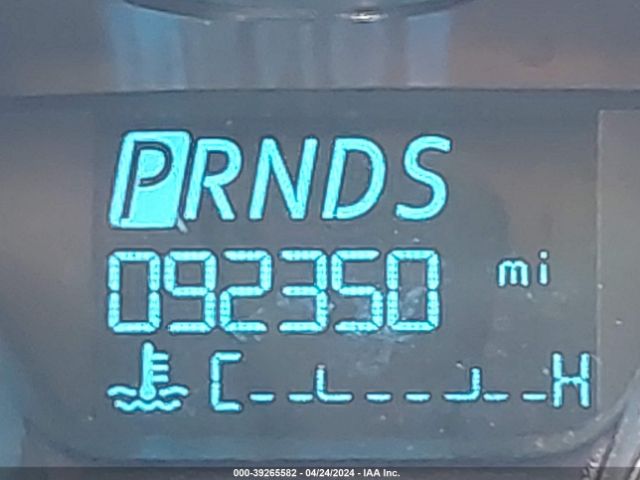 PRNDS
092350 mi
C H
000-39265582 - 04/24/2024 - IAA Inc.